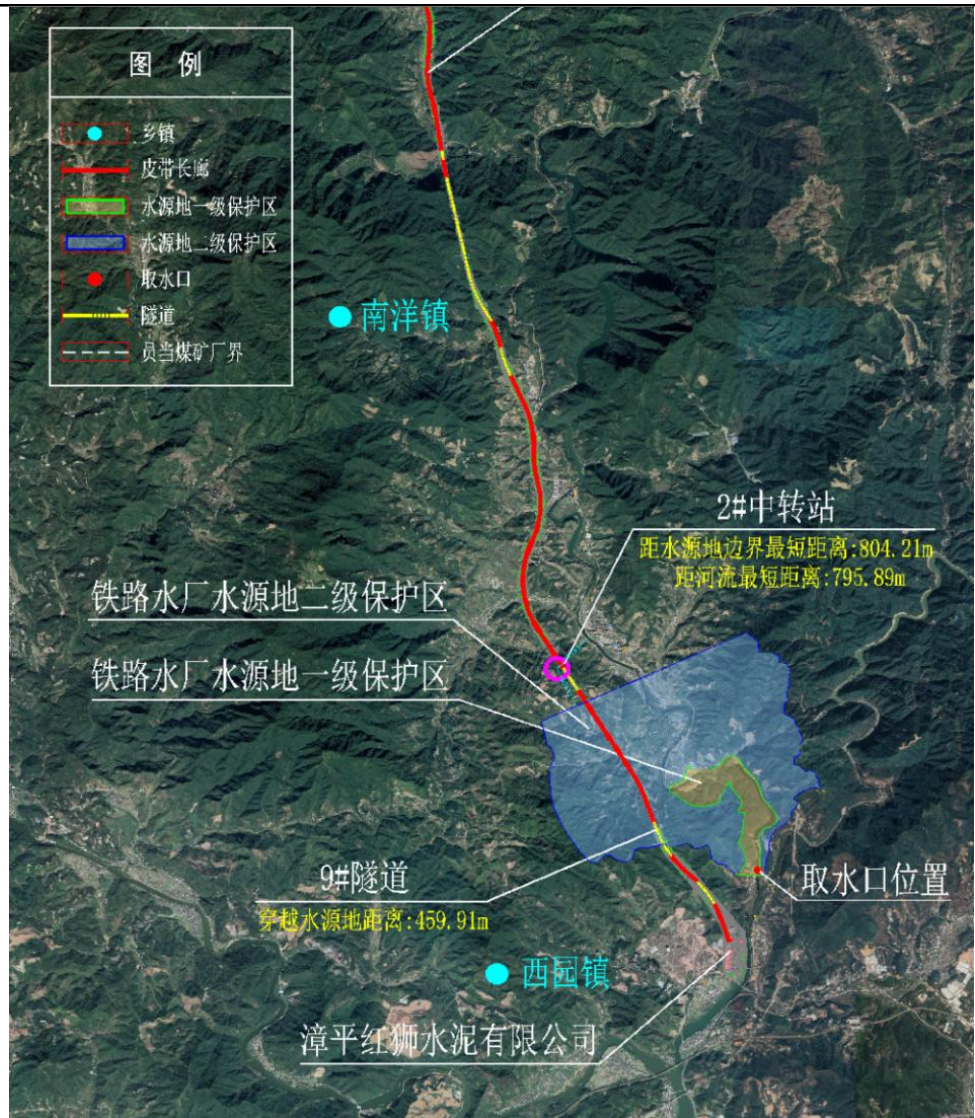 图 例
乡镇
皮带长廊
水源地一级保护区
水源地二级保护区
取水口
隧道
员当煤矿厂界
南洋镇
2#中转站
距水源地边界最短距离:804.21m
距河流最短距离:795.89m
铁路水厂水源地二级保护区
铁路水厂水源地一级保护区
9#隧道
穿越水源地距离:459.91m
取水口位置
西园镇
漳平红狮水泥有限公司